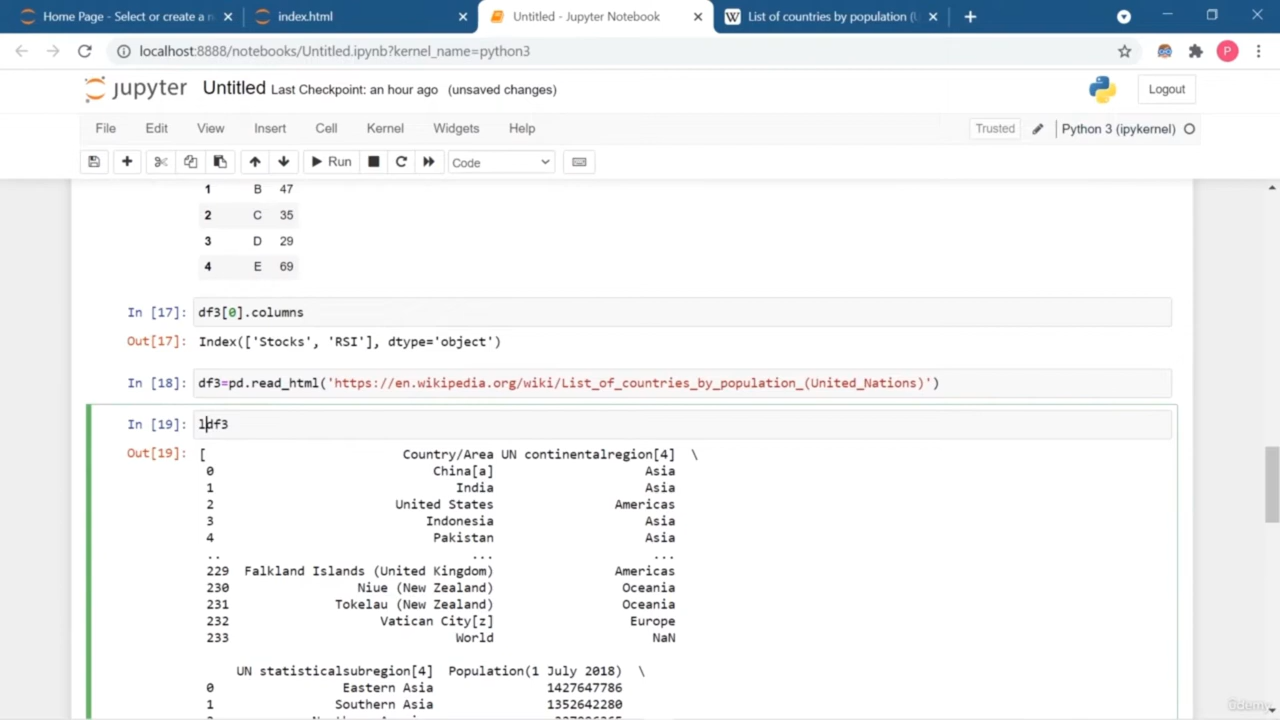 Home Page - Select or create a n
index.html
Untitled - Jupyter Notebook
List of countries by population (U
localhost:8888/notebooks/Untitled.ipynb?kernel_name=python3
P
jupyter Untitled Last Checkpoint: an hour ago (unsaved changes)
Logout
File Edit View Insert Cell Kernel Widgets Help
Trusted Python 3 (ipykernel)
Run Code
1 B 47
2 C 35
3 D 29
4 E 69
In [17]: df3[0].columns
Out[17]: Index(['Stocks', 'RSI'], dtype='object')
In [18]: df3=pd.read_html('https://en.wikipedia.org/wiki/List_of_countries_by_population_(United_Nations)')
In [19]: ldf3
Out[19]: [ Country/Area UN continentalregion[4] \
0 China[a] Asia
1 India Asia
2 United States Americas
3 Indonesia Asia
4 Pakistan Asia
.. ... ...
229 Falkland Islands (United Kingdom) Americas
230 Niue (New Zealand) Oceania
231 Tokelau (New Zealand) Oceania
232 Vatican City[z] Europe
233 World NaN
UN statisticalsubregion[4] Population(1 July 2018) \
0 Eastern Asia 1427647786
1 Southern Asia 1352642280
Udemy